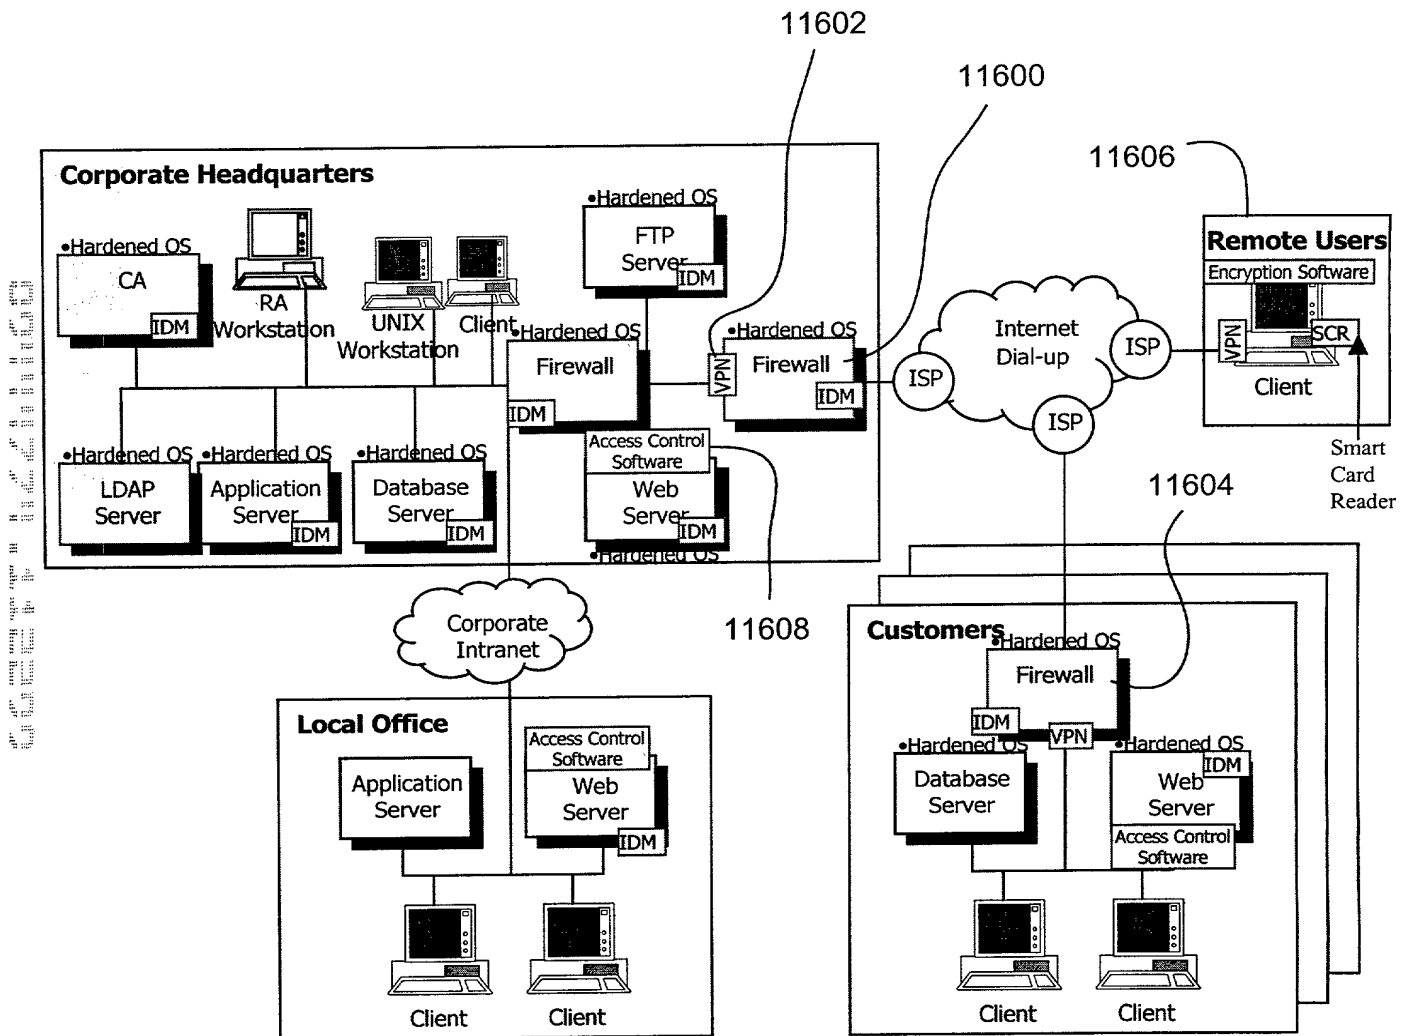 11602
11600
11606
Corporate Headquarters
•Hardened OS
FTP
Server
IDM
•Hardened OS
CA
IDM
RA
Workstation
UNIX
Workstation
Client
•Hardened OS
Firewall
IDM
VPN
•Hardened OS
Firewall
IDM
ISP
Internet
Dial-up
ISP
ISP
Remote Users
Encryption Software
VPN
SCR
Client
Smart
Card
Reader
•Hardened OS
LDAP
Server
•Hardened OS
Application
Server
IDM
•Hardened OS
Database
Server
IDM
Access Control
Software
Web
Server
IDM
•Hardened OS
11604
11608
Corporate
Intranet
Local Office
Application
Server
Access Control
Software
Web
Server
IDM
Client
Client
Customers
•Hardened OS
Firewall
IDM
VPN
•Hardened OS
Database
Server
•Hardened OS
IDM
Web
Server
Access Control
Software
Client
Client